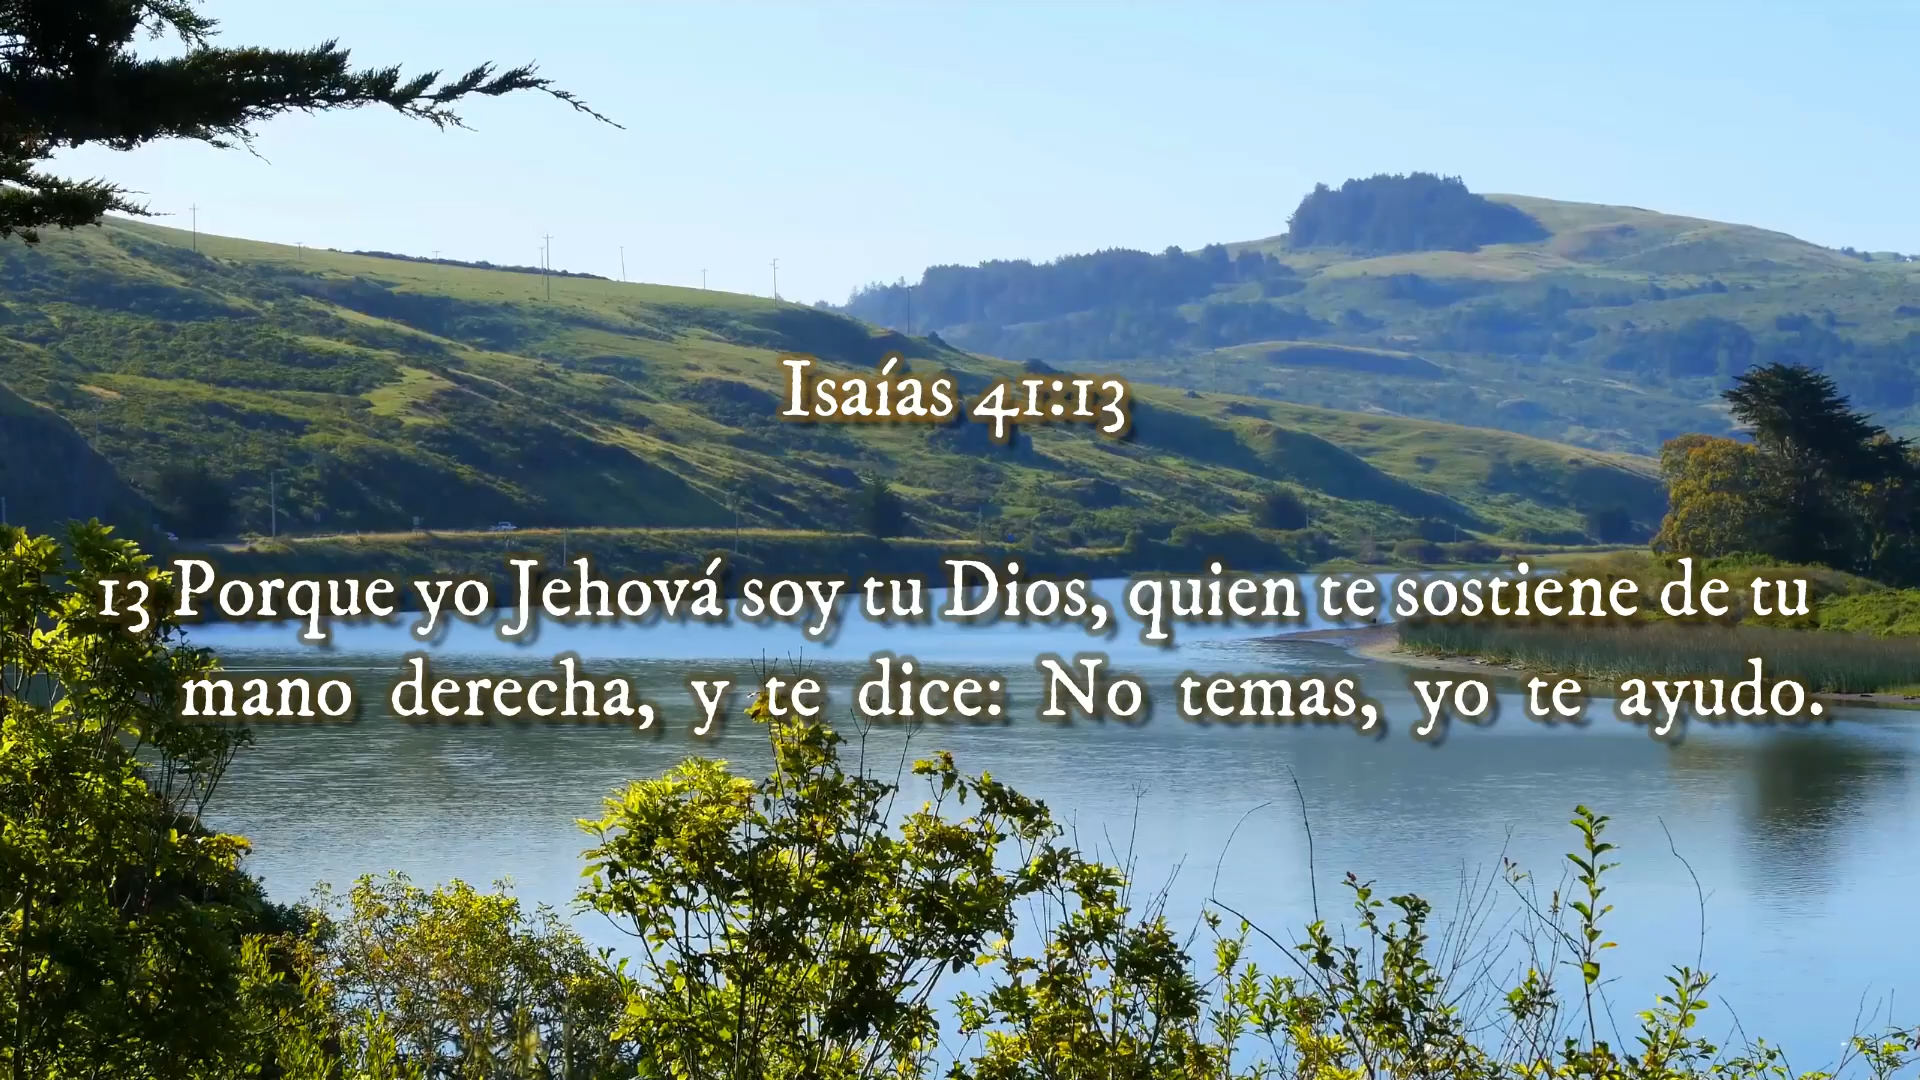 Isaías 41:13
13 Porque yo Jehová soy tu Dios, quien te sostiene de tu
mano derecha, y te dice: No temas, yo te ayudo.